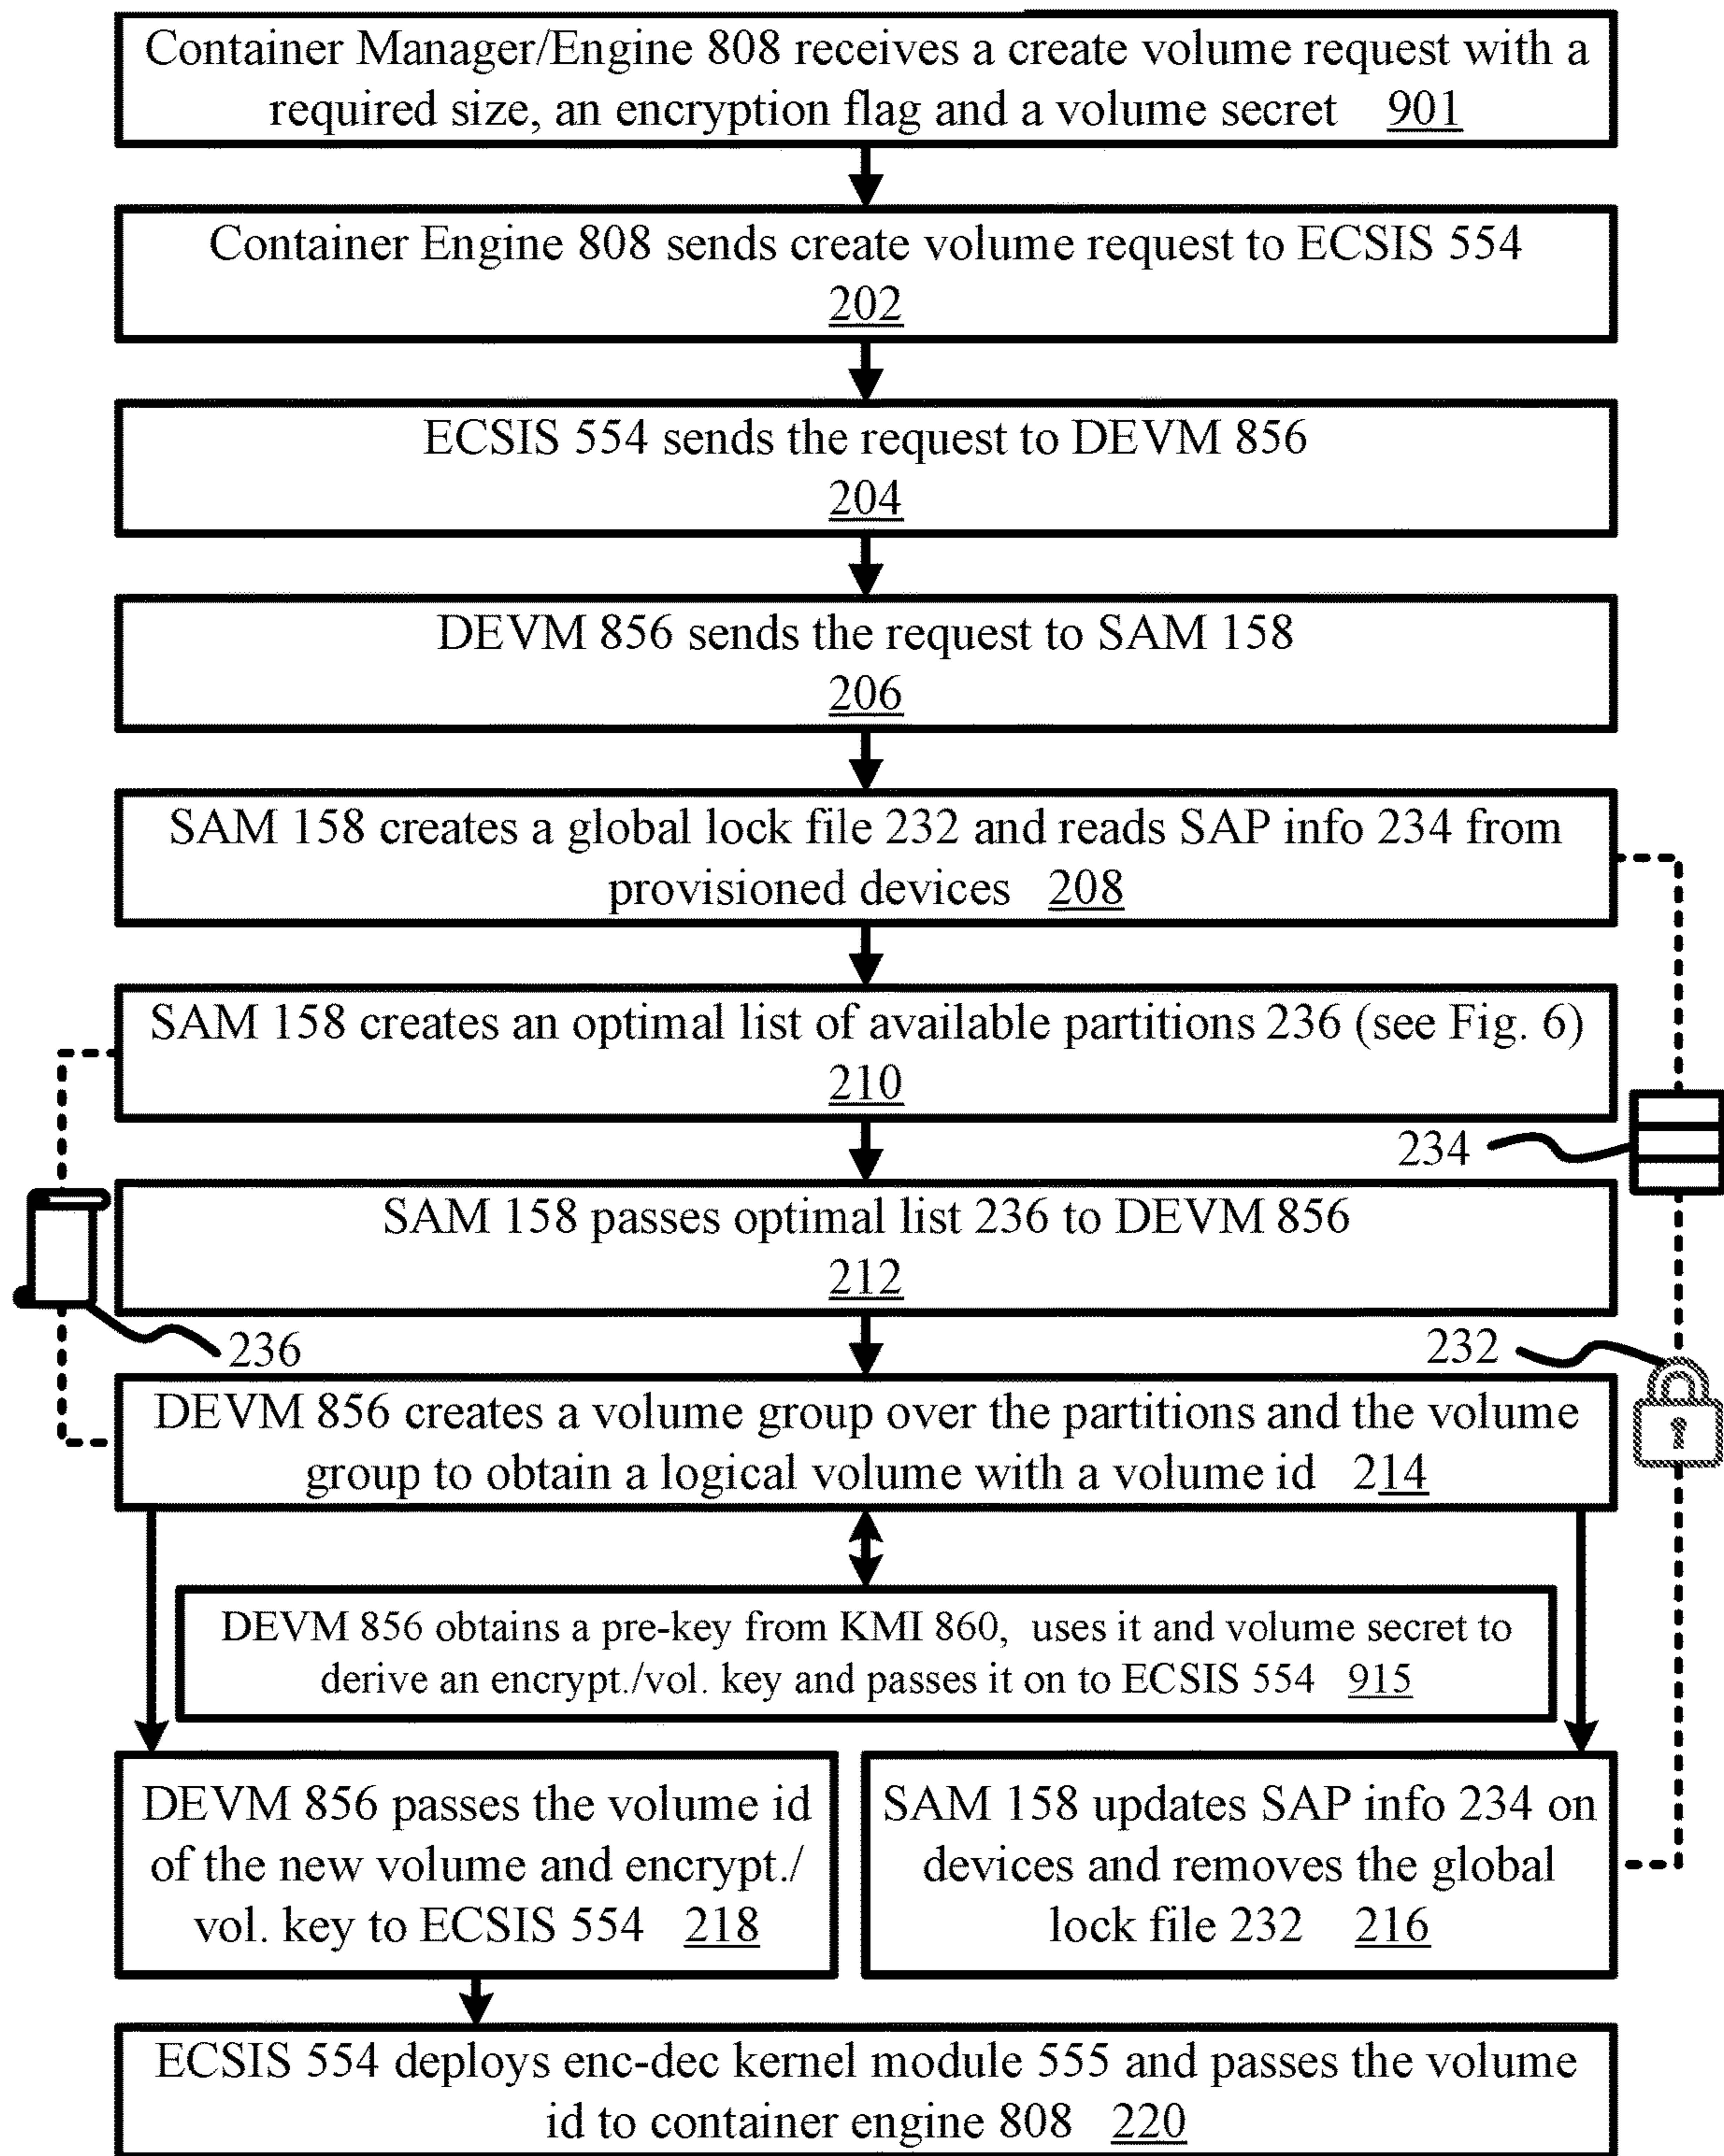 Container Manager/Engine 808 receives a create volume request with a
required size, an encryption flag and a volume secret 901
Container Engine 808 sends create volume request to ECSIS 554
202
ECSIS 554 sends the request to DEVM 856
204
DEVM 856 sends the request to SAM 158
206
SAM 158 creates a global lock file 232 and reads SAP info 234 from
provisioned devices 208
SAM 158 creates an optimal list of available partitions 236 (see Fig. 6)
210
234
SAM 158 passes optimal list 236 to DEVM 856
212
236
232
DEVM 856 creates a volume group over the partitions and the volume
group to obtain a logical volume with a volume id 214
DEVM 856 obtains a pre-key from KMI 860, uses it and volume secret to
derive an encrypt./vol. key and passes it on to ECSIS 554 915
DEVM 856 passes the volume id
of the new volume and encrypt./
vol. key to ECSIS 554 218
SAM 158 updates SAP info 234 on
devices and removes the global
lock file 232 216
ECSIS 554 deploys enc-dec kernel module 555 and passes the volume
id to container engine 808 220